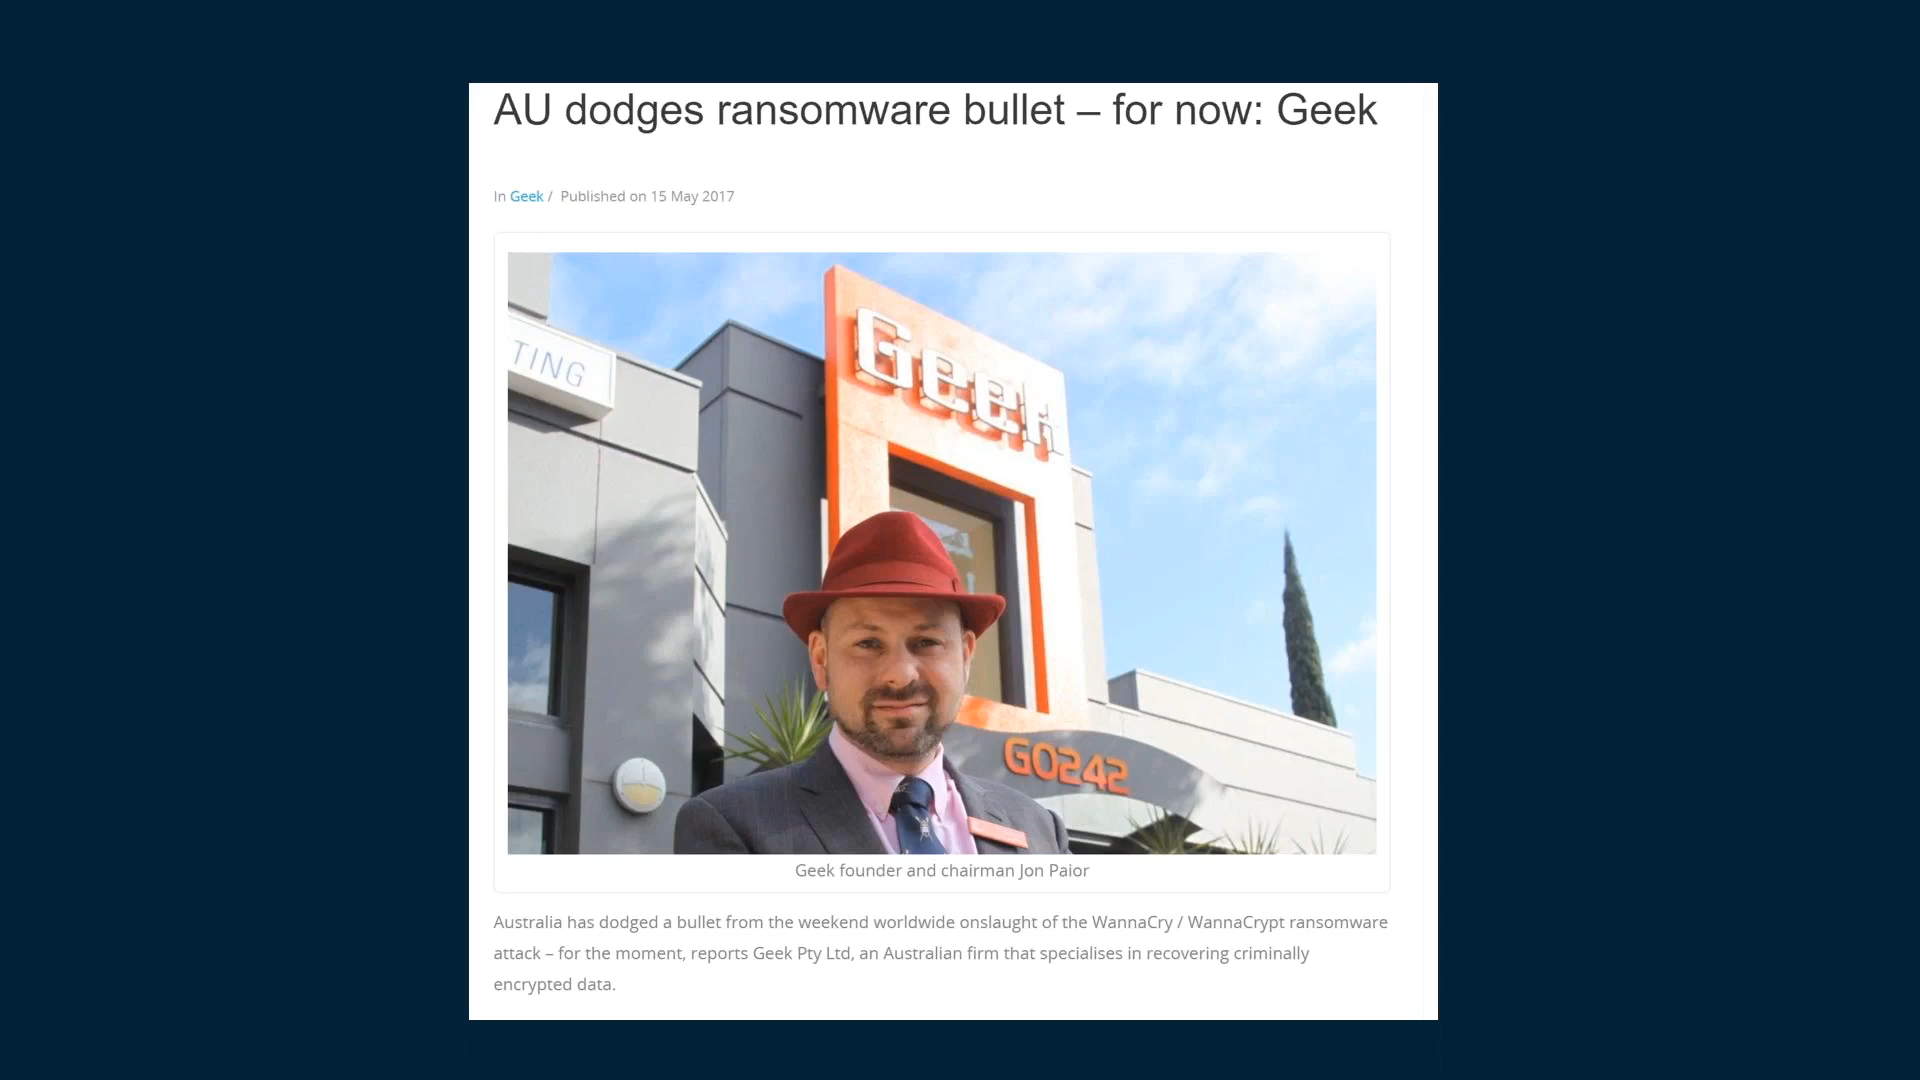 AU dodges ransomware bullet – for now: Geek
In Geek / Published on 15 May 2017
TING
Geek
GO242
Geek founder and chairman Jon Paior
Australia has dodged a bullet from the weekend worldwide onslaught of the WannaCry / WannaCrypt ransomware
attack – for the moment, reports Geek Pty Ltd, an Australian firm that specialises in recovering criminally
encrypted data.